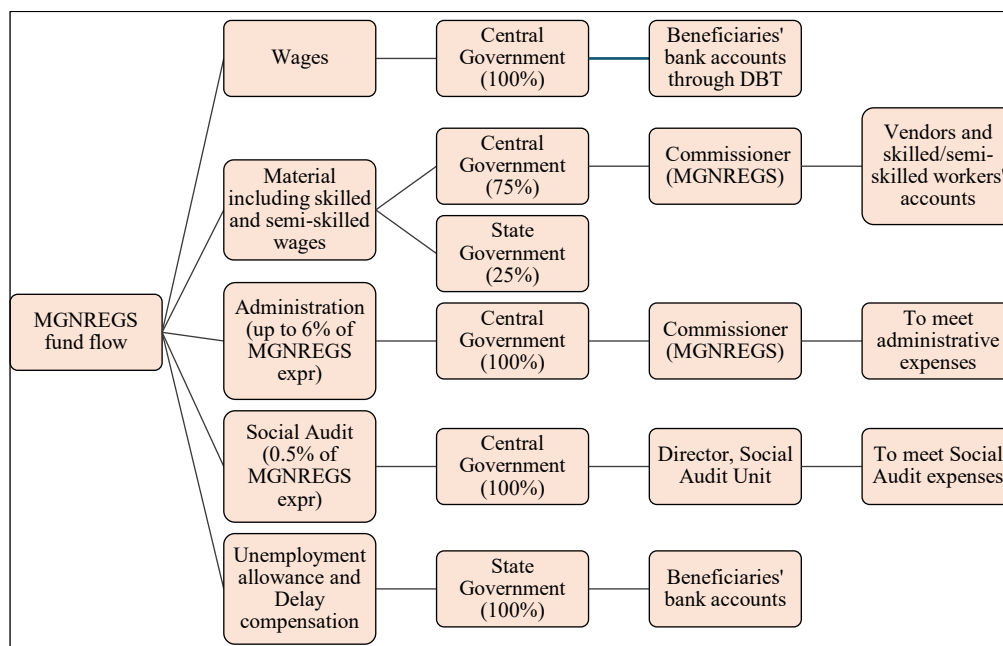 MGNREGS
fund flow
Wages
Central
Government
(100%)
Beneficiaries'
bank accounts
through DBT
Material
including skilled
and semi-skilled
wages
Central
Government
(75%)
Commissioner
(MGNREGS)
Vendors and
skilled/semi-
skilled workers'
accounts
State
Government
(25%)
Administration
(up to 6% of
MGNREGS
expr)
Central
Government
(100%)
Commissioner
(MGNREGS)
To meet
administrative
expenses
Social Audit
(0.5% of
MGNREGS
expr)
Central
Government
(100%)
Director, Social
Audit Unit
To meet Social
Audit expenses
Unemployment
allowance and
Delay
compensation
State
Government
(100%)
Beneficiaries'
bank accounts